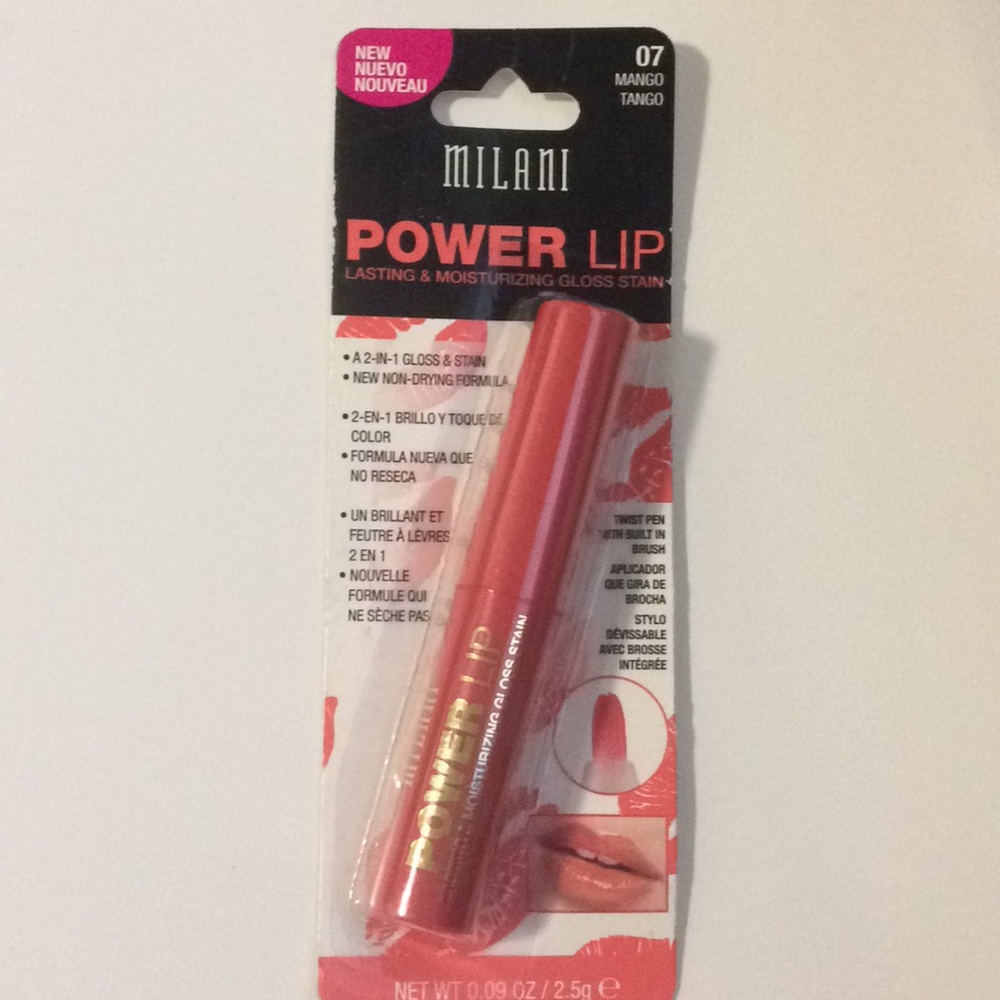 NEW
NUEVO
NOUVEAU
07
MANGO
TANGO
MILANI
POWER LIP
LASTING & MOISTURIZING GLOSS STAIN
• A 2-IN-1 GLOSS & STAIN
• NEW NON-DRYING FORMULA
• 2-EN-1 BRILLO Y TOQUE DE
COLOR
• FORMULA NUEVA QUE
NO RESECA
• UN BRILLANT ET
FEUTRE À LÈVRES
2 EN 1
• NOUVELLE
FORMULE QUI
NE SÈCHE PAS
TWIST PEN
WITH BUILT IN
BRUSH
APLICADOR
QUE GIRA DE
BROCHA
STYLO
DÉVISSABLE
AVEC BROSSE
INTÉGRÉE
MILANI
POWER LIP
MOISTURIZING GLOSS STAIN
NET WT 0.09 OZ / 2.5g ℮